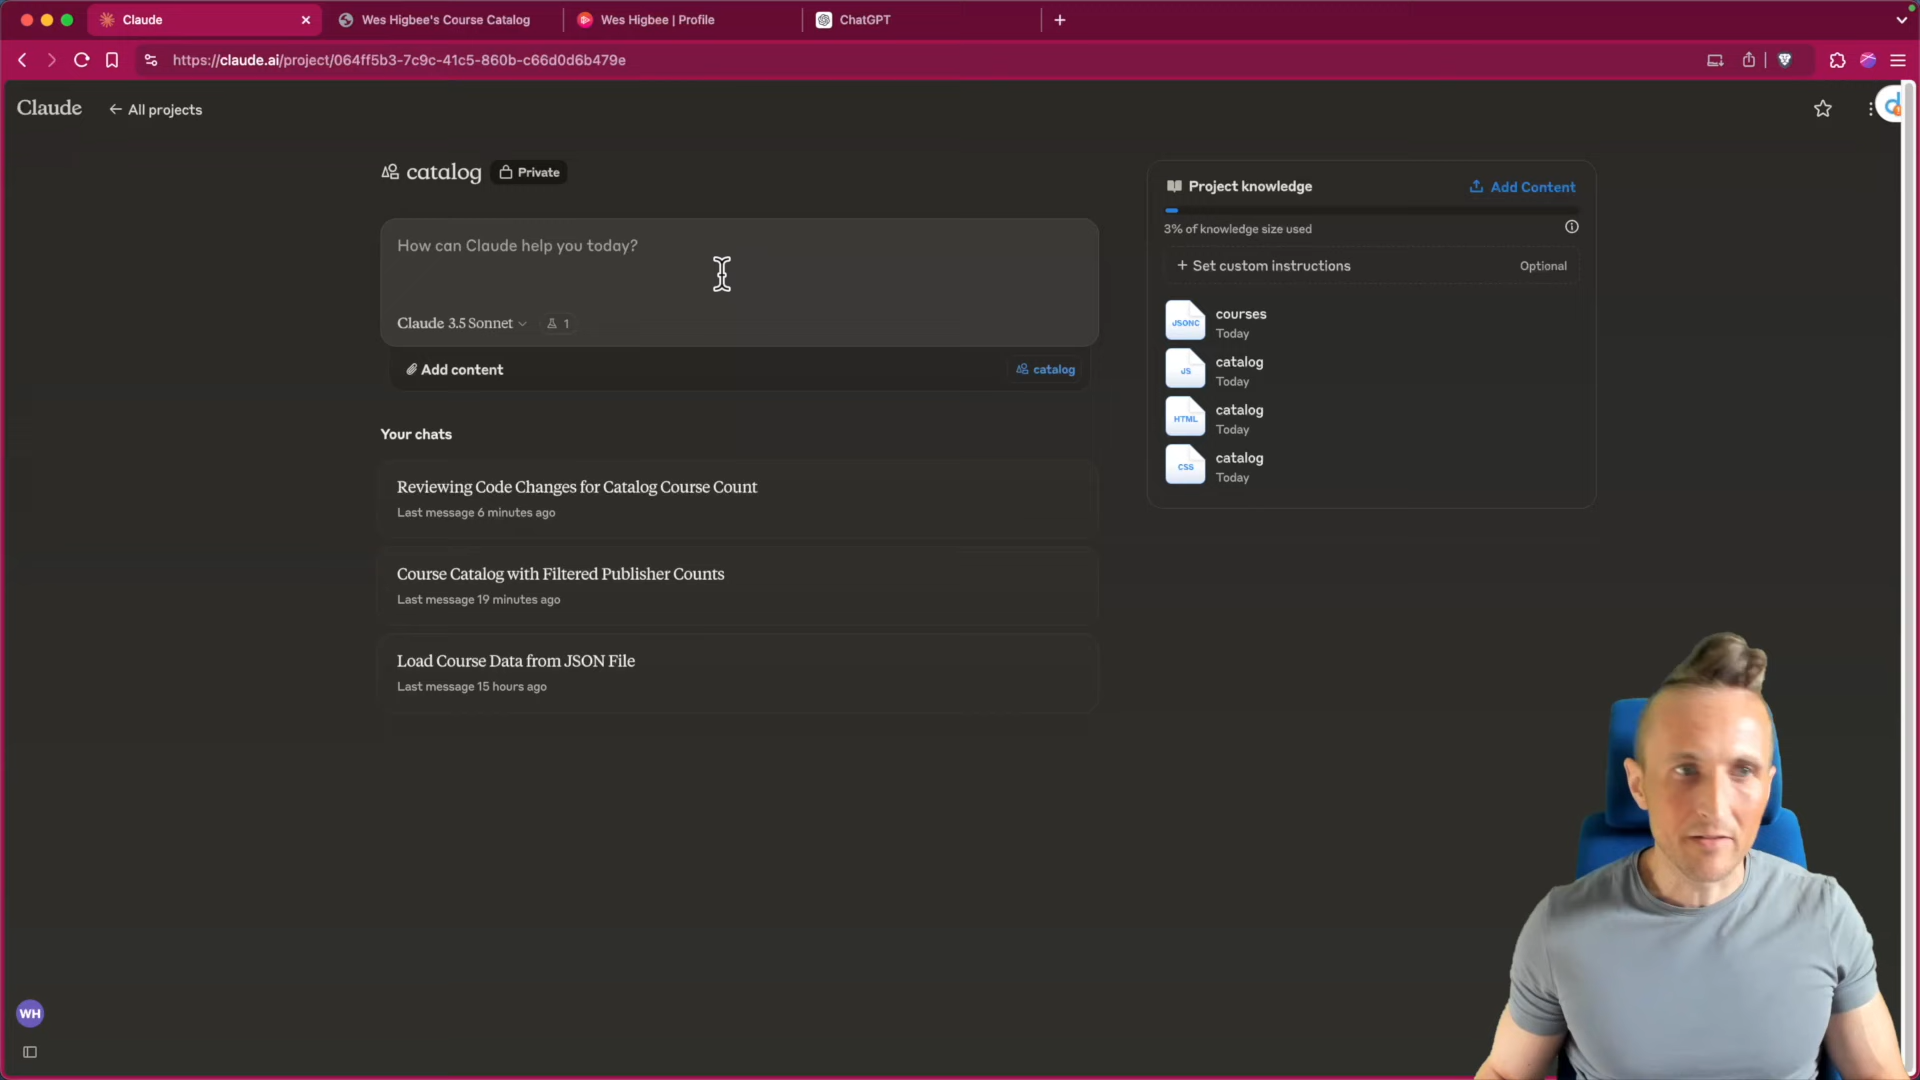 Claude
Wes Higbee's Course Catalog
Wes Higbee | Profile
ChatGPT
https://claude.ai/project/064ff5b3-7c9c-41c5-860b-c66d0d6b479e
Claude
← All projects
catalog
Private
How can Claude help you today?
Claude 3.5 Sonnet
1
Add content
catalog
Your chats
Reviewing Code Changes for Catalog Course Count
Last message 6 minutes ago
Course Catalog with Filtered Publisher Counts
Last message 19 minutes ago
Load Course Data from JSON File
Last message 15 hours ago
Project knowledge
Add Content
3% of knowledge size used
+ Set custom instructions
Optional
JSONC
courses
Today
JS
catalog
Today
HTML
catalog
Today
CSS
catalog
Today
WH